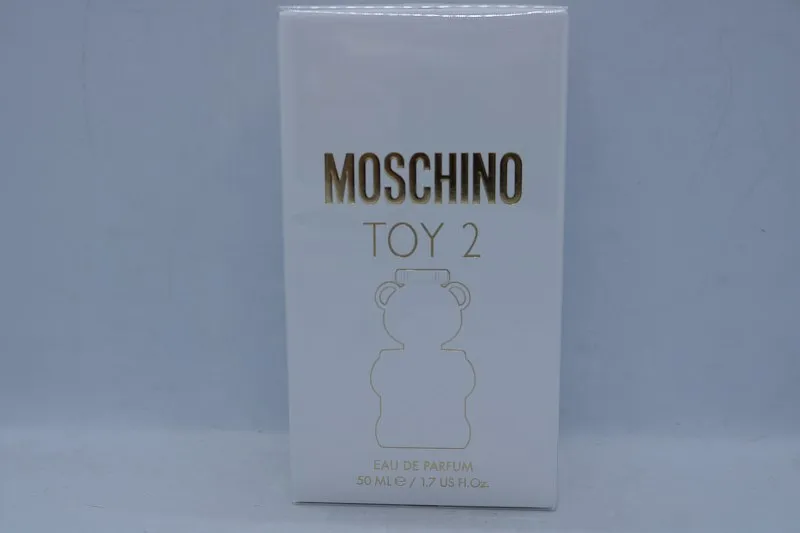 MOSCHINO
TOY 2
EAU DE PARFUM
50 ML ℮ / 1.7 US Fl.Oz.